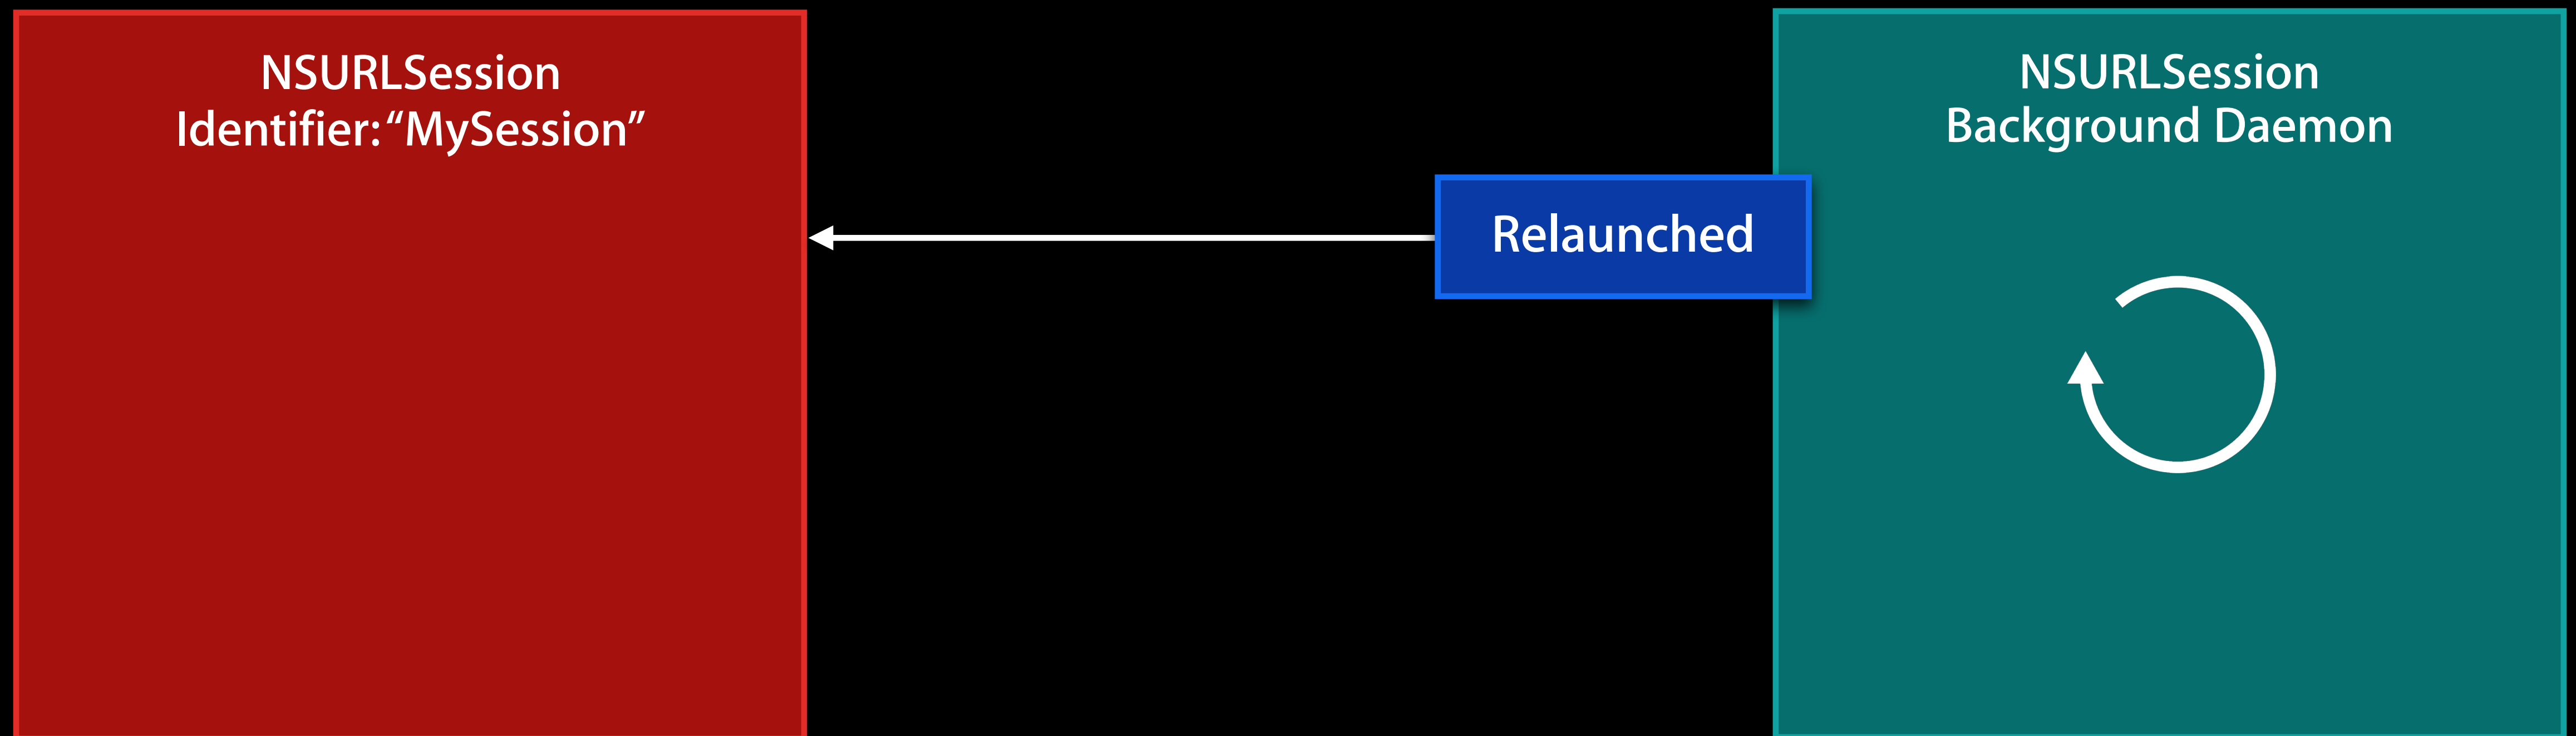 NSURLSession
Identifier: “MySession”
Relaunched
NSURLSession
Background Daemon